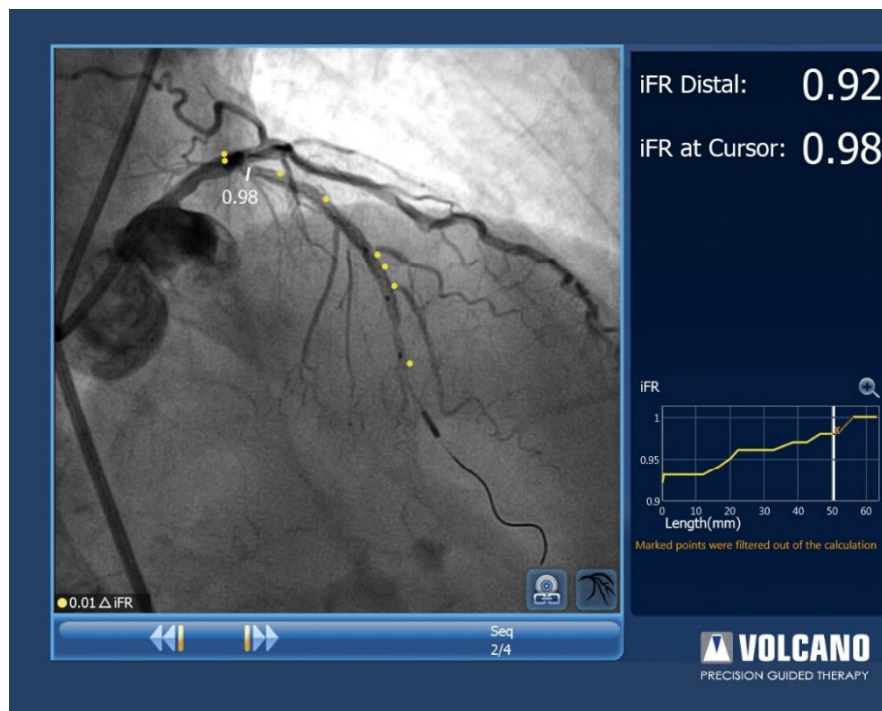 iFR Distal: 0.92
iFR at Cursor: 0.98
0.98
0.01 △ iFR
Seq
2/4
iFR
1
0.95
0.9
0 10 20 30 40 50 60
Length(mm)
Marked points were filtered out of the calculation
VOLCANO
PRECISION GUIDED THERAPY